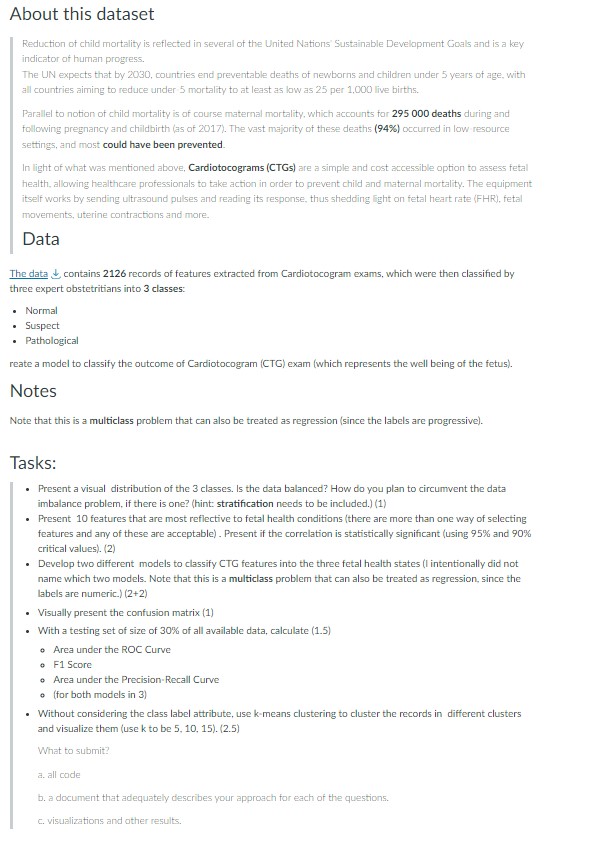 About this dataset
Reduction of child mortality is reflected in several of the United Nations' Sustainable Development Goals and is a key
indicator of human progress.
The UN expects that by 2030, countries end preventable deaths of newborns and children under 5 years of age, with
all countries aiming to reduce under‑5 mortality to at least as low as 25 per 1,000 live births.
Parallel to notion of child mortality is of course maternal mortality, which accounts for 295 000 deaths during and
following pregnancy and childbirth (as of 2017). The vast majority of these deaths (94%) occurred in low-resource
settings, and most could have been prevented.
In light of what was mentioned above, Cardiotocograms (CTGs) are a simple and cost accessible option to assess fetal
health, allowing healthcare professionals to take action in order to prevent child and maternal mortality. The equipment
itself works by sending ultrasound pulses and reading its response, thus shedding light on fetal heart rate (FHR), fetal
movements, uterine contractions and more.
Data
The data contains 2126 records of features extracted from Cardiotocogram exams, which were then classified by
three expert obstetritians into 3 classes:
• Normal
• Suspect
• Pathological
reate a model to classify the outcome of Cardiotocogram (CTG) exam (which represents the well being of the fetus).
Notes
Note that this is a multiclass problem that can also be treated as regression (since the labels are progressive).
Tasks:
• Present a visual distribution of the 3 classes. Is the data balanced? How do you plan to circumvent the data
imbalance problem, if there is one? (hint: stratification needs to be included.) (1)
• Present 10 features that are most reflective to fetal health conditions (there are more than one way of selecting
features and any of these are acceptable) . Present if the correlation is statistically significant (using 95% and 90%
critical values). (2)
• Develop two different models to classify CTG features into the three fetal health states (I intentionally did not
name which two models. Note that this is a multiclass problem that can also be treated as regression, since the
labels are numeric.) (2+2)
• Visually present the confusion matrix (1)
• With a testing set of size of 30% of all available data, calculate (1.5)
o Area under the ROC Curve
o F1 Score
o Area under the Precision-Recall Curve
o (for both models in 3)
• Without considering the class label attribute, use k-means clustering to cluster the records in different clusters
and visualize them (use k to be 5, 10, 15). (2.5)
What to submit?
a. all code
b. a document that adequately describes your approach for each of the questions.
c. visualizations and other results.